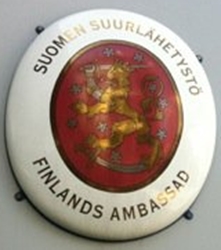 SUOMEN SUURLÄHETYSTÖ
FINLANDS AMBASSAD